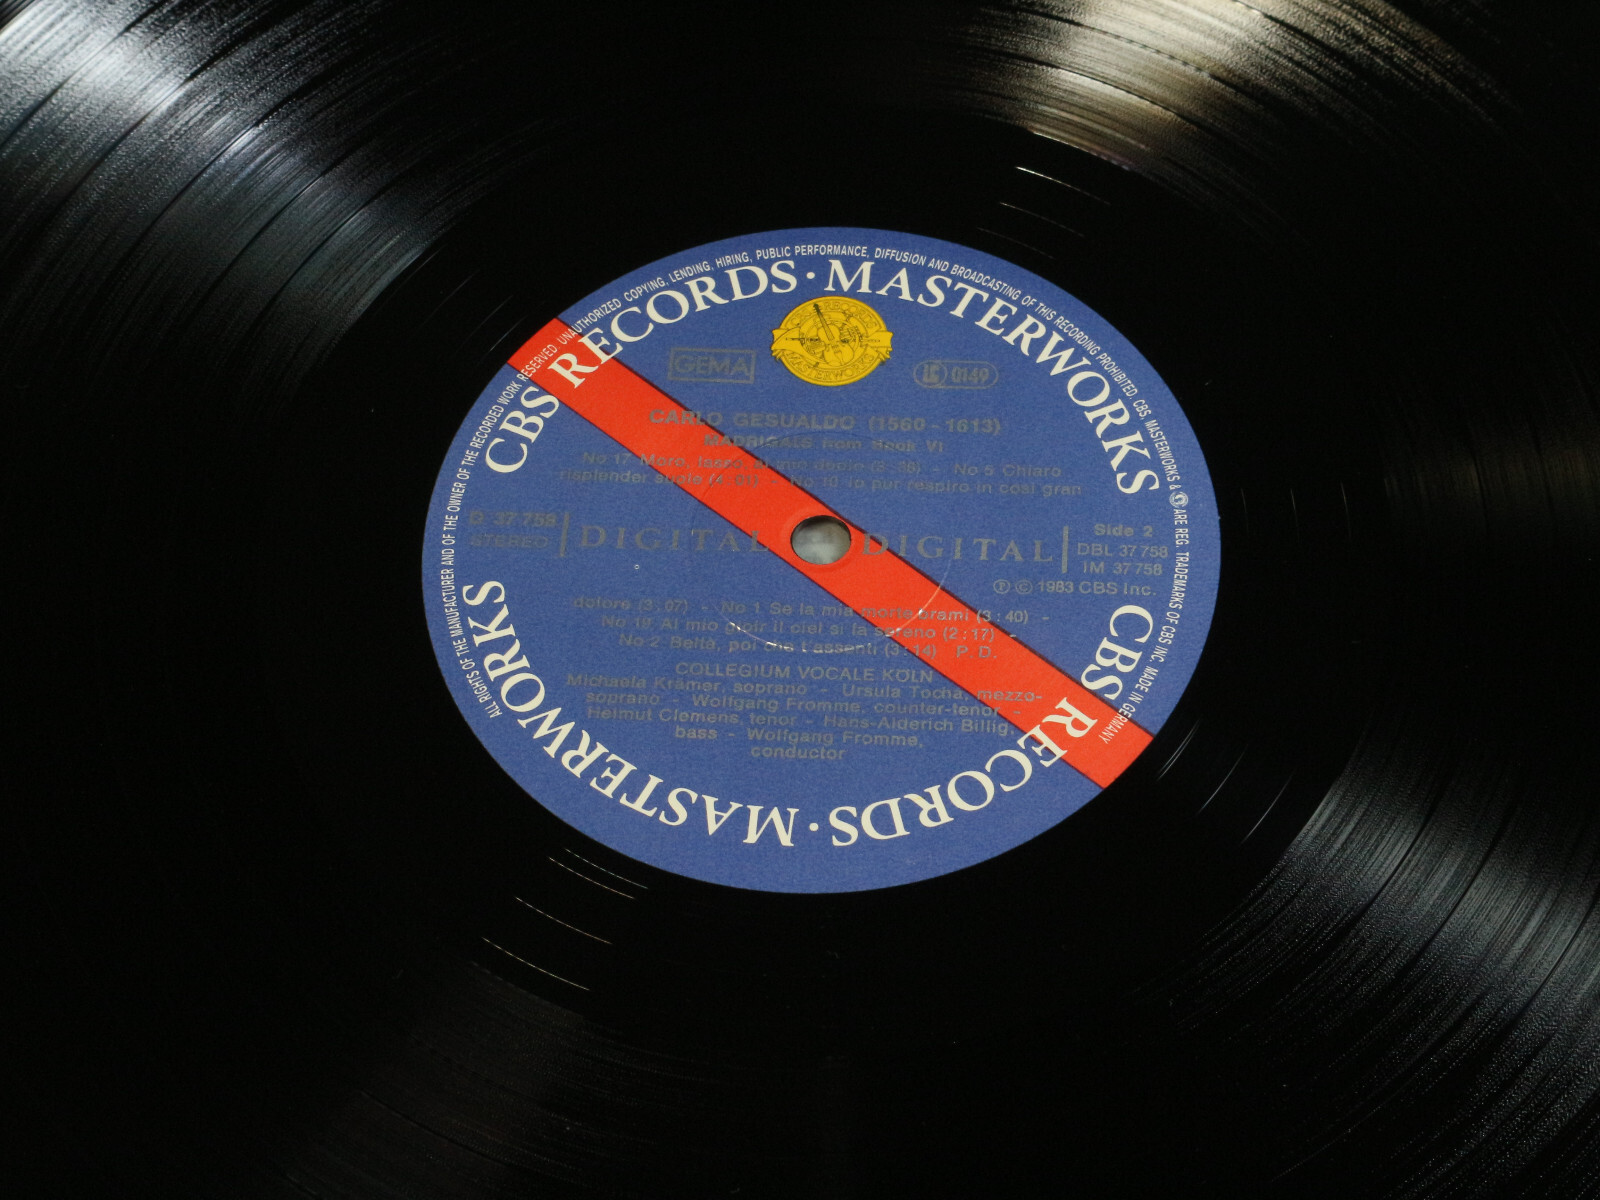 ALL RIGHTS OF THE MANUFACTURER AND OF THE OWNER OF THE RECORDED WORK RESERVED. UNAUTHORIZED COPYING, LENDING, HIRING, PUBLIC PERFORMANCE, DIFFUSION AND BROADCASTING OF THIS RECORDING PROHIBITED. CBS, MASTERWORKS & ARE REG. TRADEMARKS OF CBS INC. MADE IN GERMANY
CBS RECORDS · MASTERWORKS
CBS RECORDS · MASTERWORKS
GEMA
LC 0149
CARLO GESUALDO (1560 - 1613)
MADRIGALS from Book VI
No 17 Moro, lasso, al mio duolo - No 5 Chiaro
risplender suole - No 10 Io pur respiro in così gran
D 37 758
STEREO
DIGITAL DIGITAL
Side 2
DBL 37 758
IM 37 758
℗ © 1983 CBS Inc.
dolore (3:07) - No 1 Se la mia morte brami (3:40) -
No 19 Al mio gioir il ciel si fa sereno (2:17) -
No 2 Beltà, poi che t'assenti (3:14) P.D.
COLLEGIUM VOCALE KÖLN
Michaela Krämer, soprano - Ursula Tocha, mezzo-
soprano - Wolfgang Fromme, counter-tenor -
Helmut Clemens, tenor - Hans-Alderich Billig,
bass - Wolfgang Fromme,
conductor